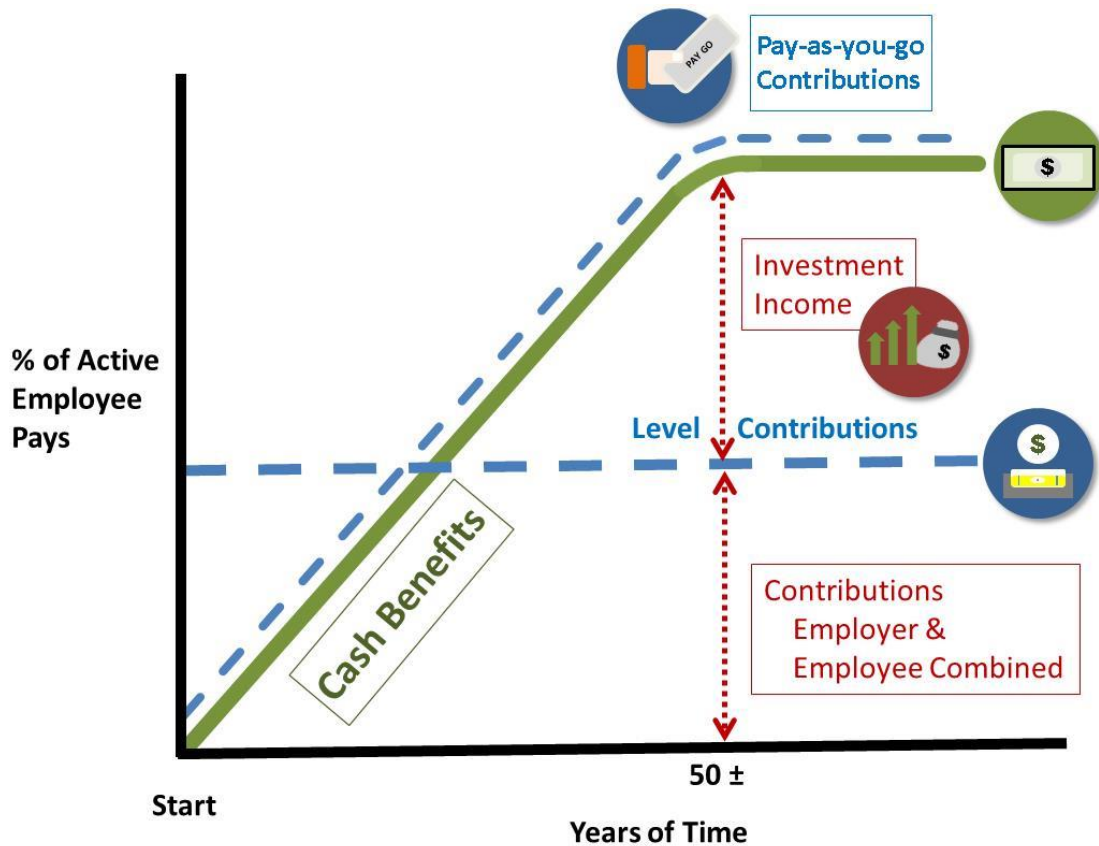 PAY GO
Pay-as-you-go
Contributions
$
Investment
Income
$
% of Active
Employee
Pays
Level Contributions
$
Cash Benefits
Contributions
Employer &
Employee Combined
50 ±
Start
Years of Time